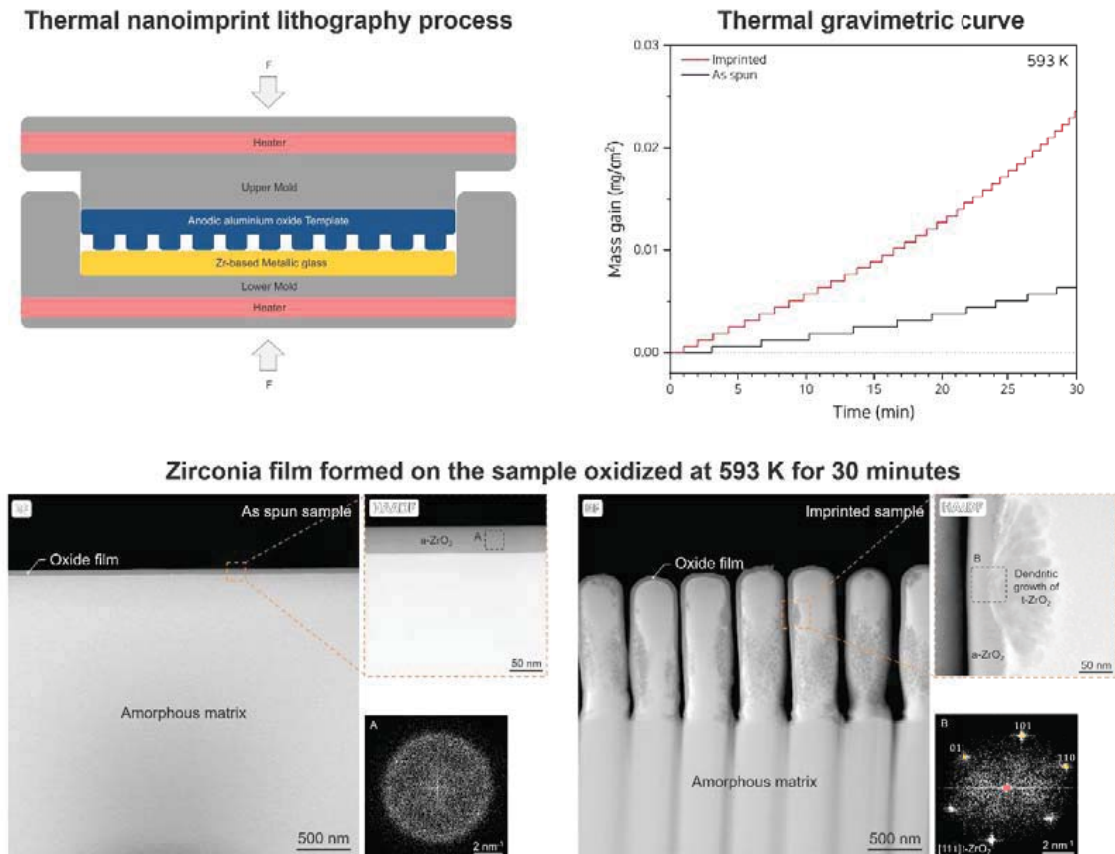 Thermal nanoimprint lithography process
F
Heater
Upper Mold
Anodic aluminium oxide Template
Zr-based Metallic glass
Lower Mold
Heater
F
Thermal gravimetric curve
0.03
0.02
0.01
0.00
Mass gain (mg/cm²)
Imprinted
As spun
593 K
0
5
10
15
20
25
30
Time (min)
Zirconia film formed on the sample oxidized at 593 K for 30 minutes
As spun sample
Oxide film
Amorphous matrix
500 nm
HAADF
a-ZrO₂
A
50 nm
A
2 nm⁻¹
Imprinted sample
Oxide film
Amorphous matrix
500 nm
HAADF
B
Dendritic
growth of
t-ZrO₂
a-ZrO₂
50 nm
B
101
110
2 nm⁻¹